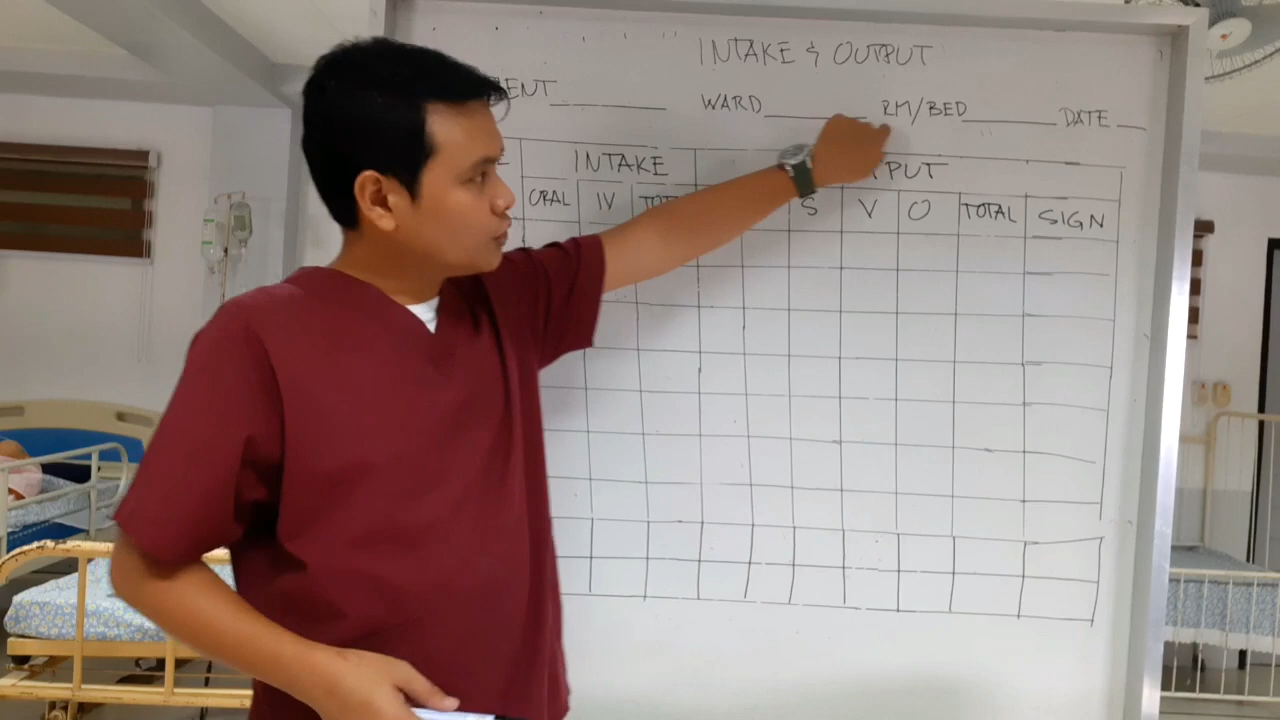 INTAKE & OUTPUT
WARD RM/BED DATE
INTAKE
ORAL IV S V O TOTAL SIGN